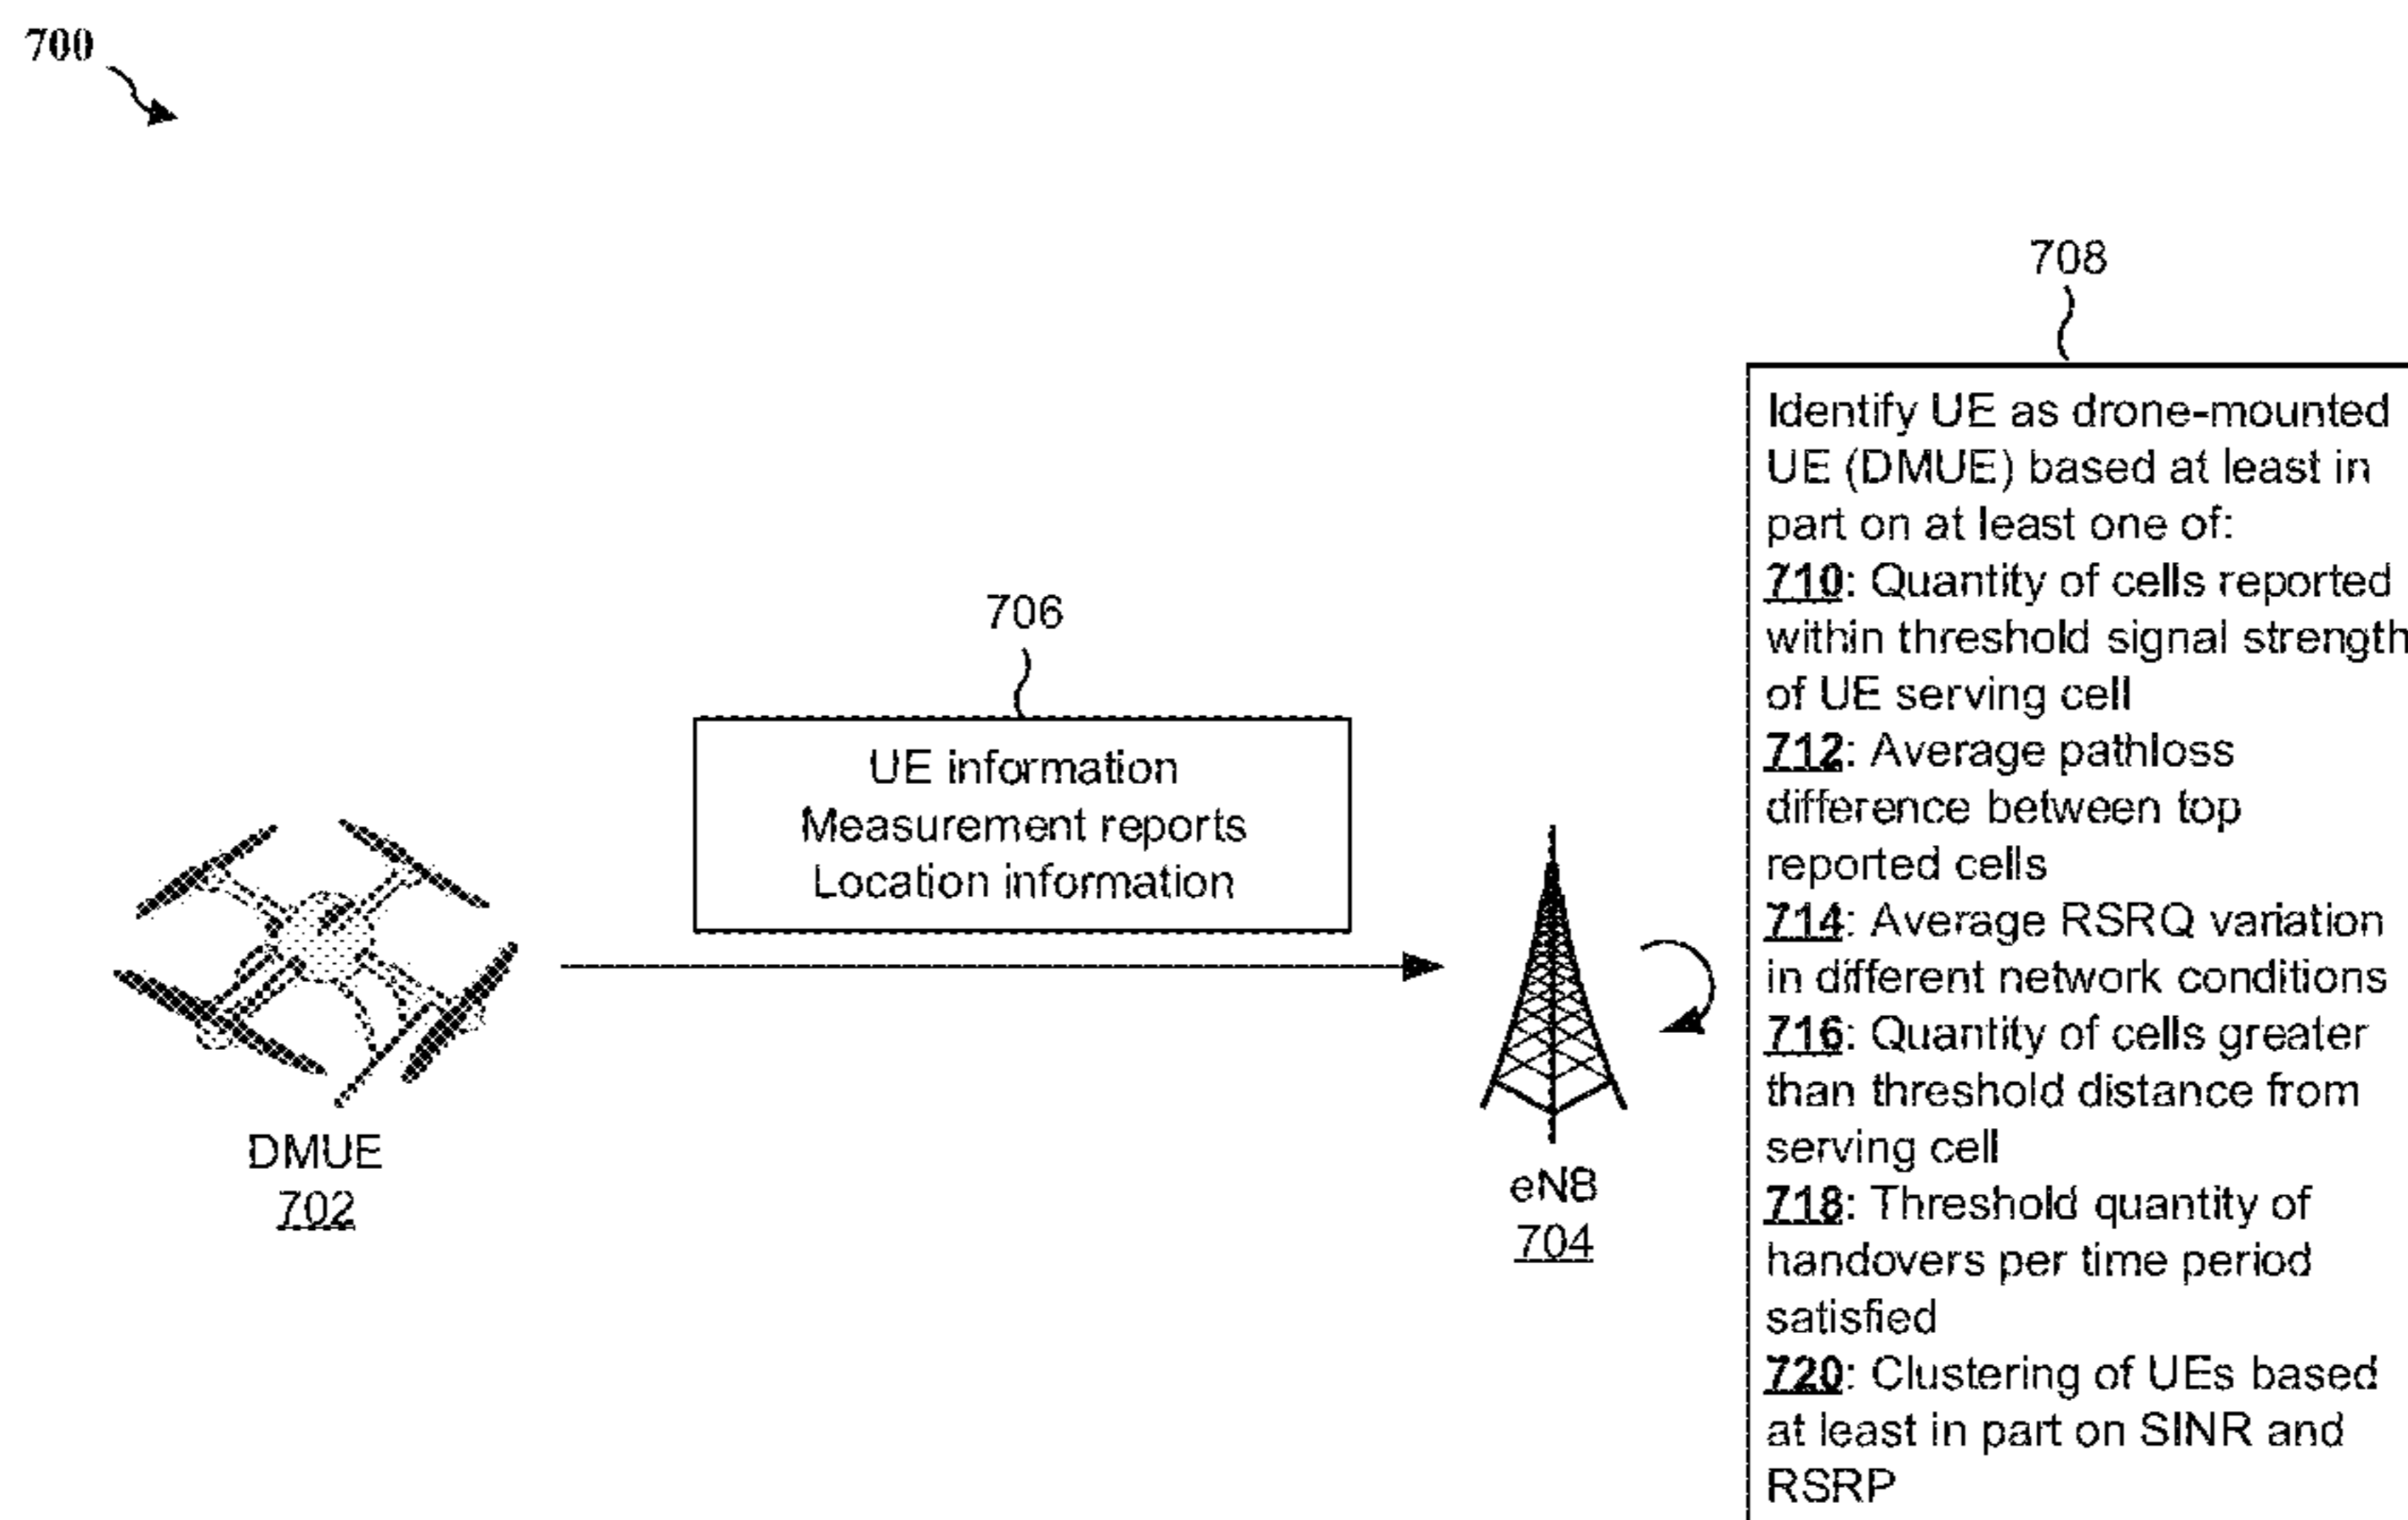 700
708
Identify UE as drone-mounted
UE (DMUE) based at least in
part on at least one of:
710: Quantity of cells reported
within threshold signal strength
of UE serving cell
712: Average pathloss
difference between top
reported cells
714: Average RSRQ variation
in different network conditions
716: Quantity of cells greater
than threshold distance from
serving cell
718: Threshold quantity of
handovers per time period
satisfied
720: Clustering of UEs based
at least in part on SINR and
RSRP
706
UE information
Measurement reports
Location information
DMUE
702
eNB
704